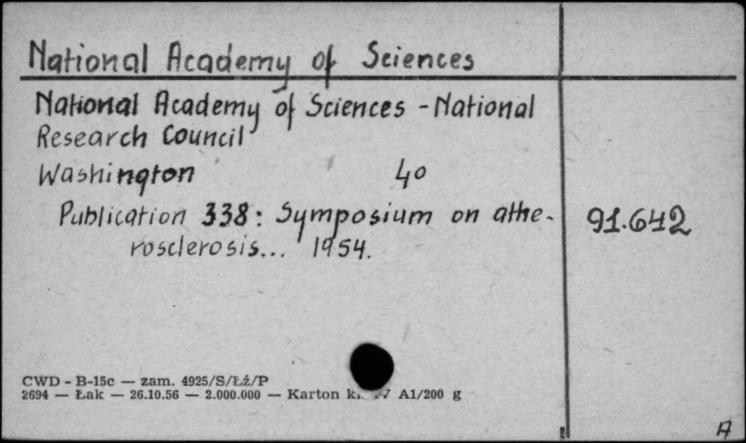 National Academy of Sciences
National Academy of Sciences - National
Research Council
Washington 4o
Publication 338: Symposium on athe- 91.642
rosclerosis... 1954.
CWD - B-15c — zam. 4925/S/Łź/P
2694 — Łak — 26.10.56 — 2.000.000 — Karton A1/200 g